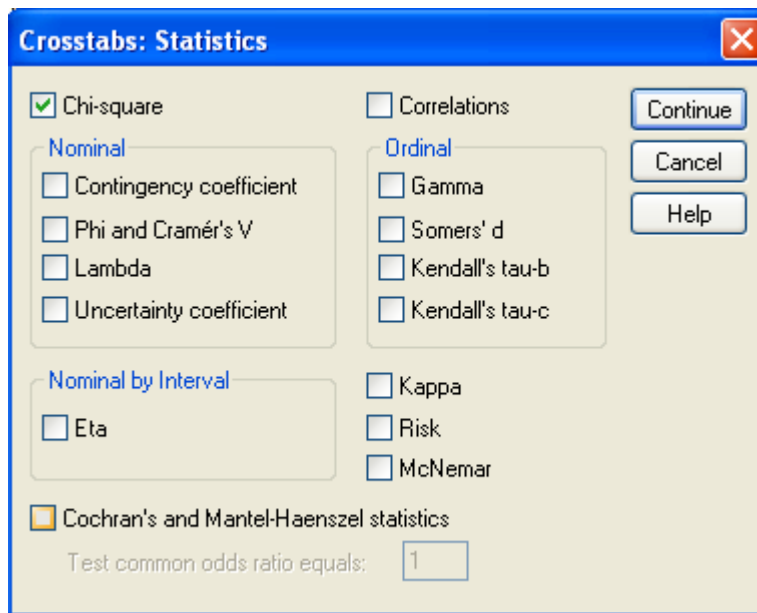 Crosstabs: Statistics
Chi-square
Correlations
Continue
Nominal
Contingency coefficient
Phi and Cramér's V
Lambda
Uncertainty coefficient
Ordinal
Gamma
Somers' d
Kendall's tau-b
Kendall's tau-c
Cancel
Help
Nominal by Interval
Eta
Kappa
Risk
McNemar
Cochran's and Mantel-Haenszel statistics
Test common odds ratio equals: 1